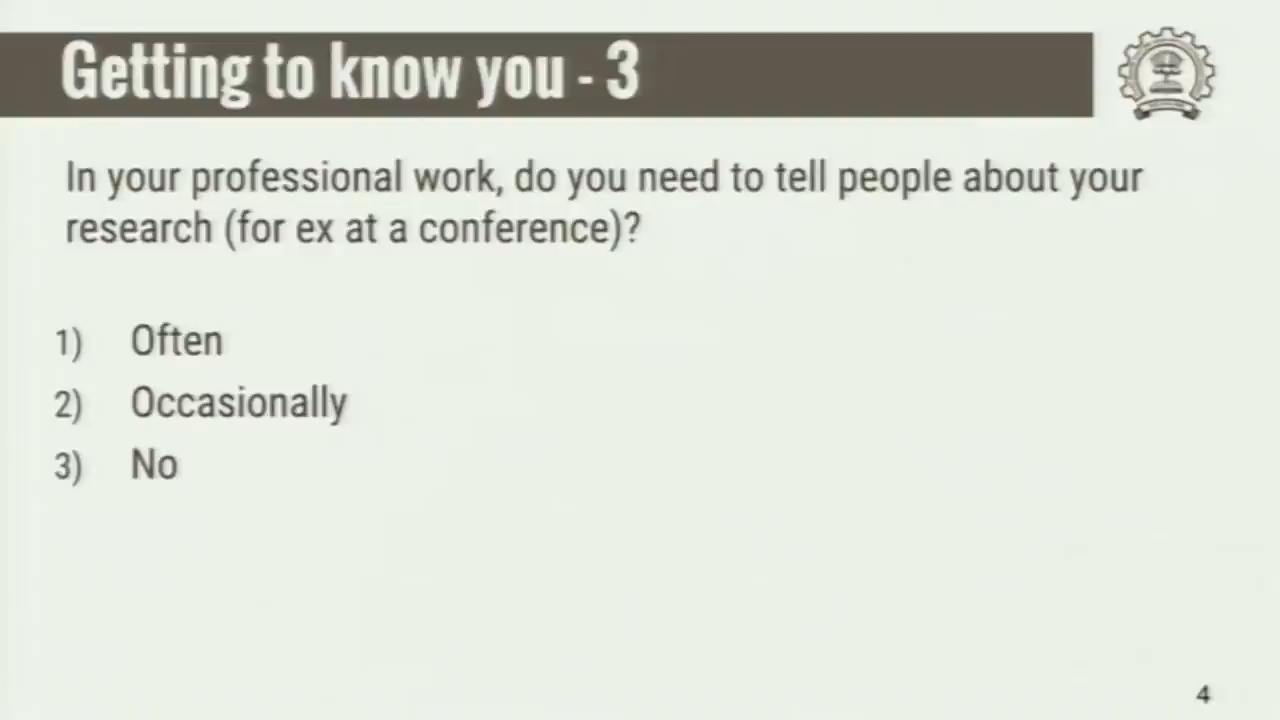 Getting to know you - 3
In your professional work, do you need to tell people about your
research (for ex at a conference)?
1) Often
2) Occasionally
3) No
4